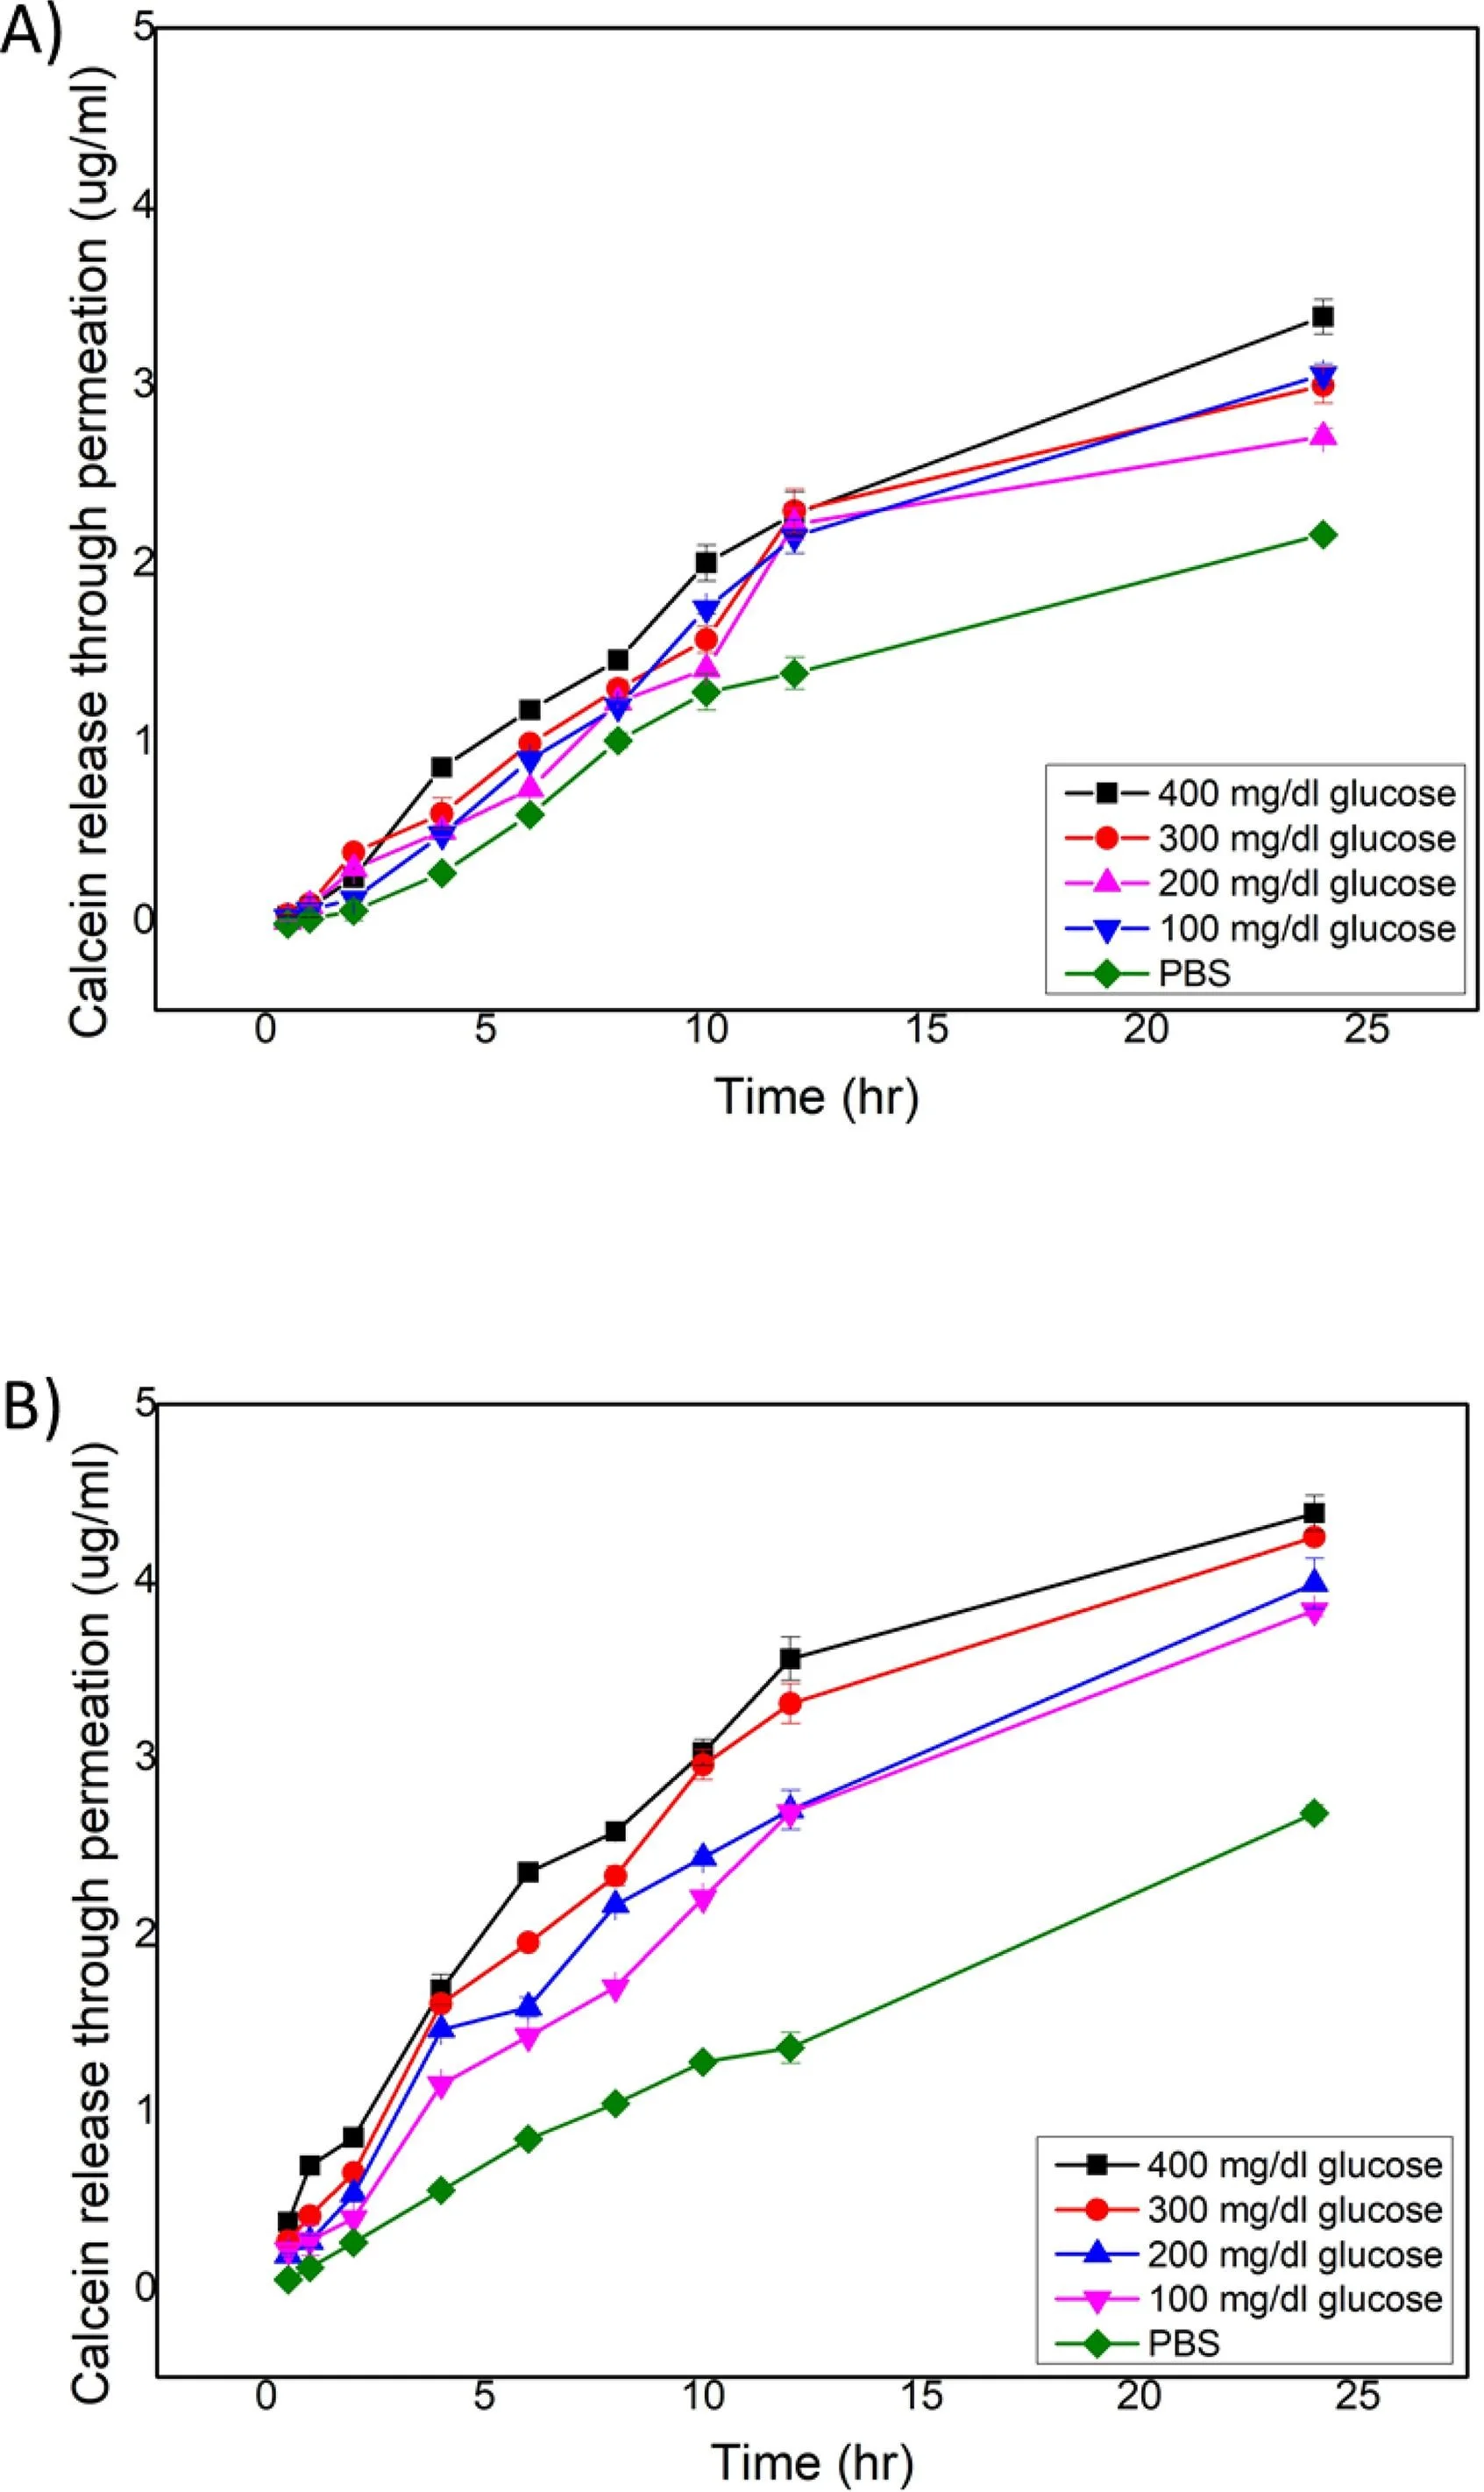 A)
Calcein release through permeation (ug/ml)
5
4
3
2
1
0
400 mg/dl glucose
300 mg/dl glucose
200 mg/dl glucose
100 mg/dl glucose
PBS
0 5 10 15 20 25
Time (hr)
B)
Calcein release through permeation (ug/ml)
5
4
3
2
1
0
400 mg/dl glucose
300 mg/dl glucose
200 mg/dl glucose
100 mg/dl glucose
PBS
0 5 10 15 20 25
Time (hr)